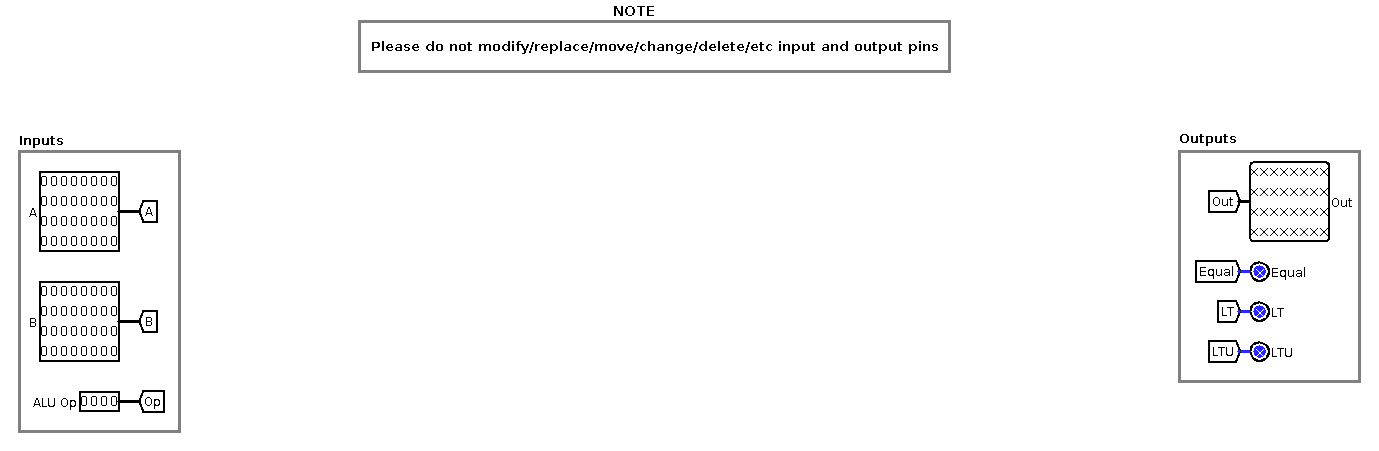 NOTE
Please do not modify/replace/move/change/delete/etc input and output pins
Inputs
A
00000000
00000000
00000000
00000000
A
B
00000000
00000000
00000000
00000000
B
ALU Op 0000 Op
Outputs
Out
XXXXXXXX
XXXXXXXX
XXXXXXXX
XXXXXXXX
Out
Equal X Equal
LT X LT
LTU X LTU